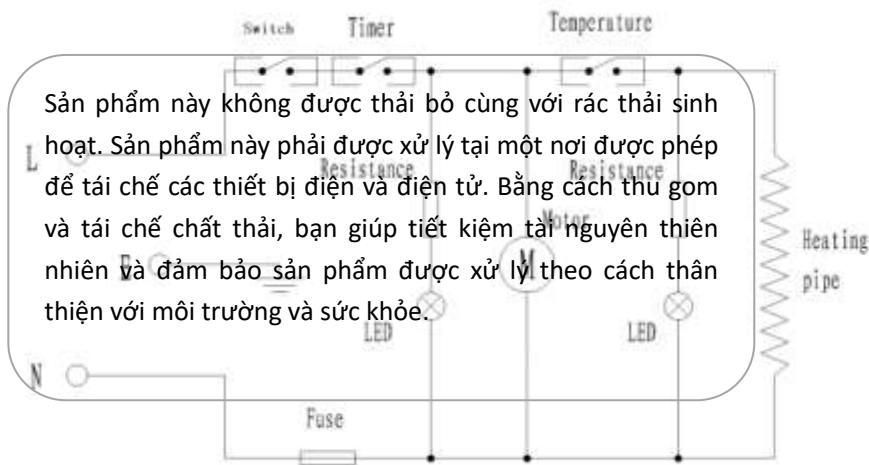 Switch Timer Temperature
Sản phẩm này không được thải bỏ cùng với rác thải sinh
hoạt. Sản phẩm này phải được xử lý tại một nơi được phép
để tái chế các thiết bị điện và điện tử. Bằng cách thu gom
và tái chế chất thải, bạn giúp tiết kiệm tài nguyên thiên
nhiên và đảm bảo sản phẩm được xử lý theo cách thân
thiện với môi trường và sức khỏe.
L
Resistance Resistance
Motor
Heating
pipe
E M
LED LED
N
Fuse